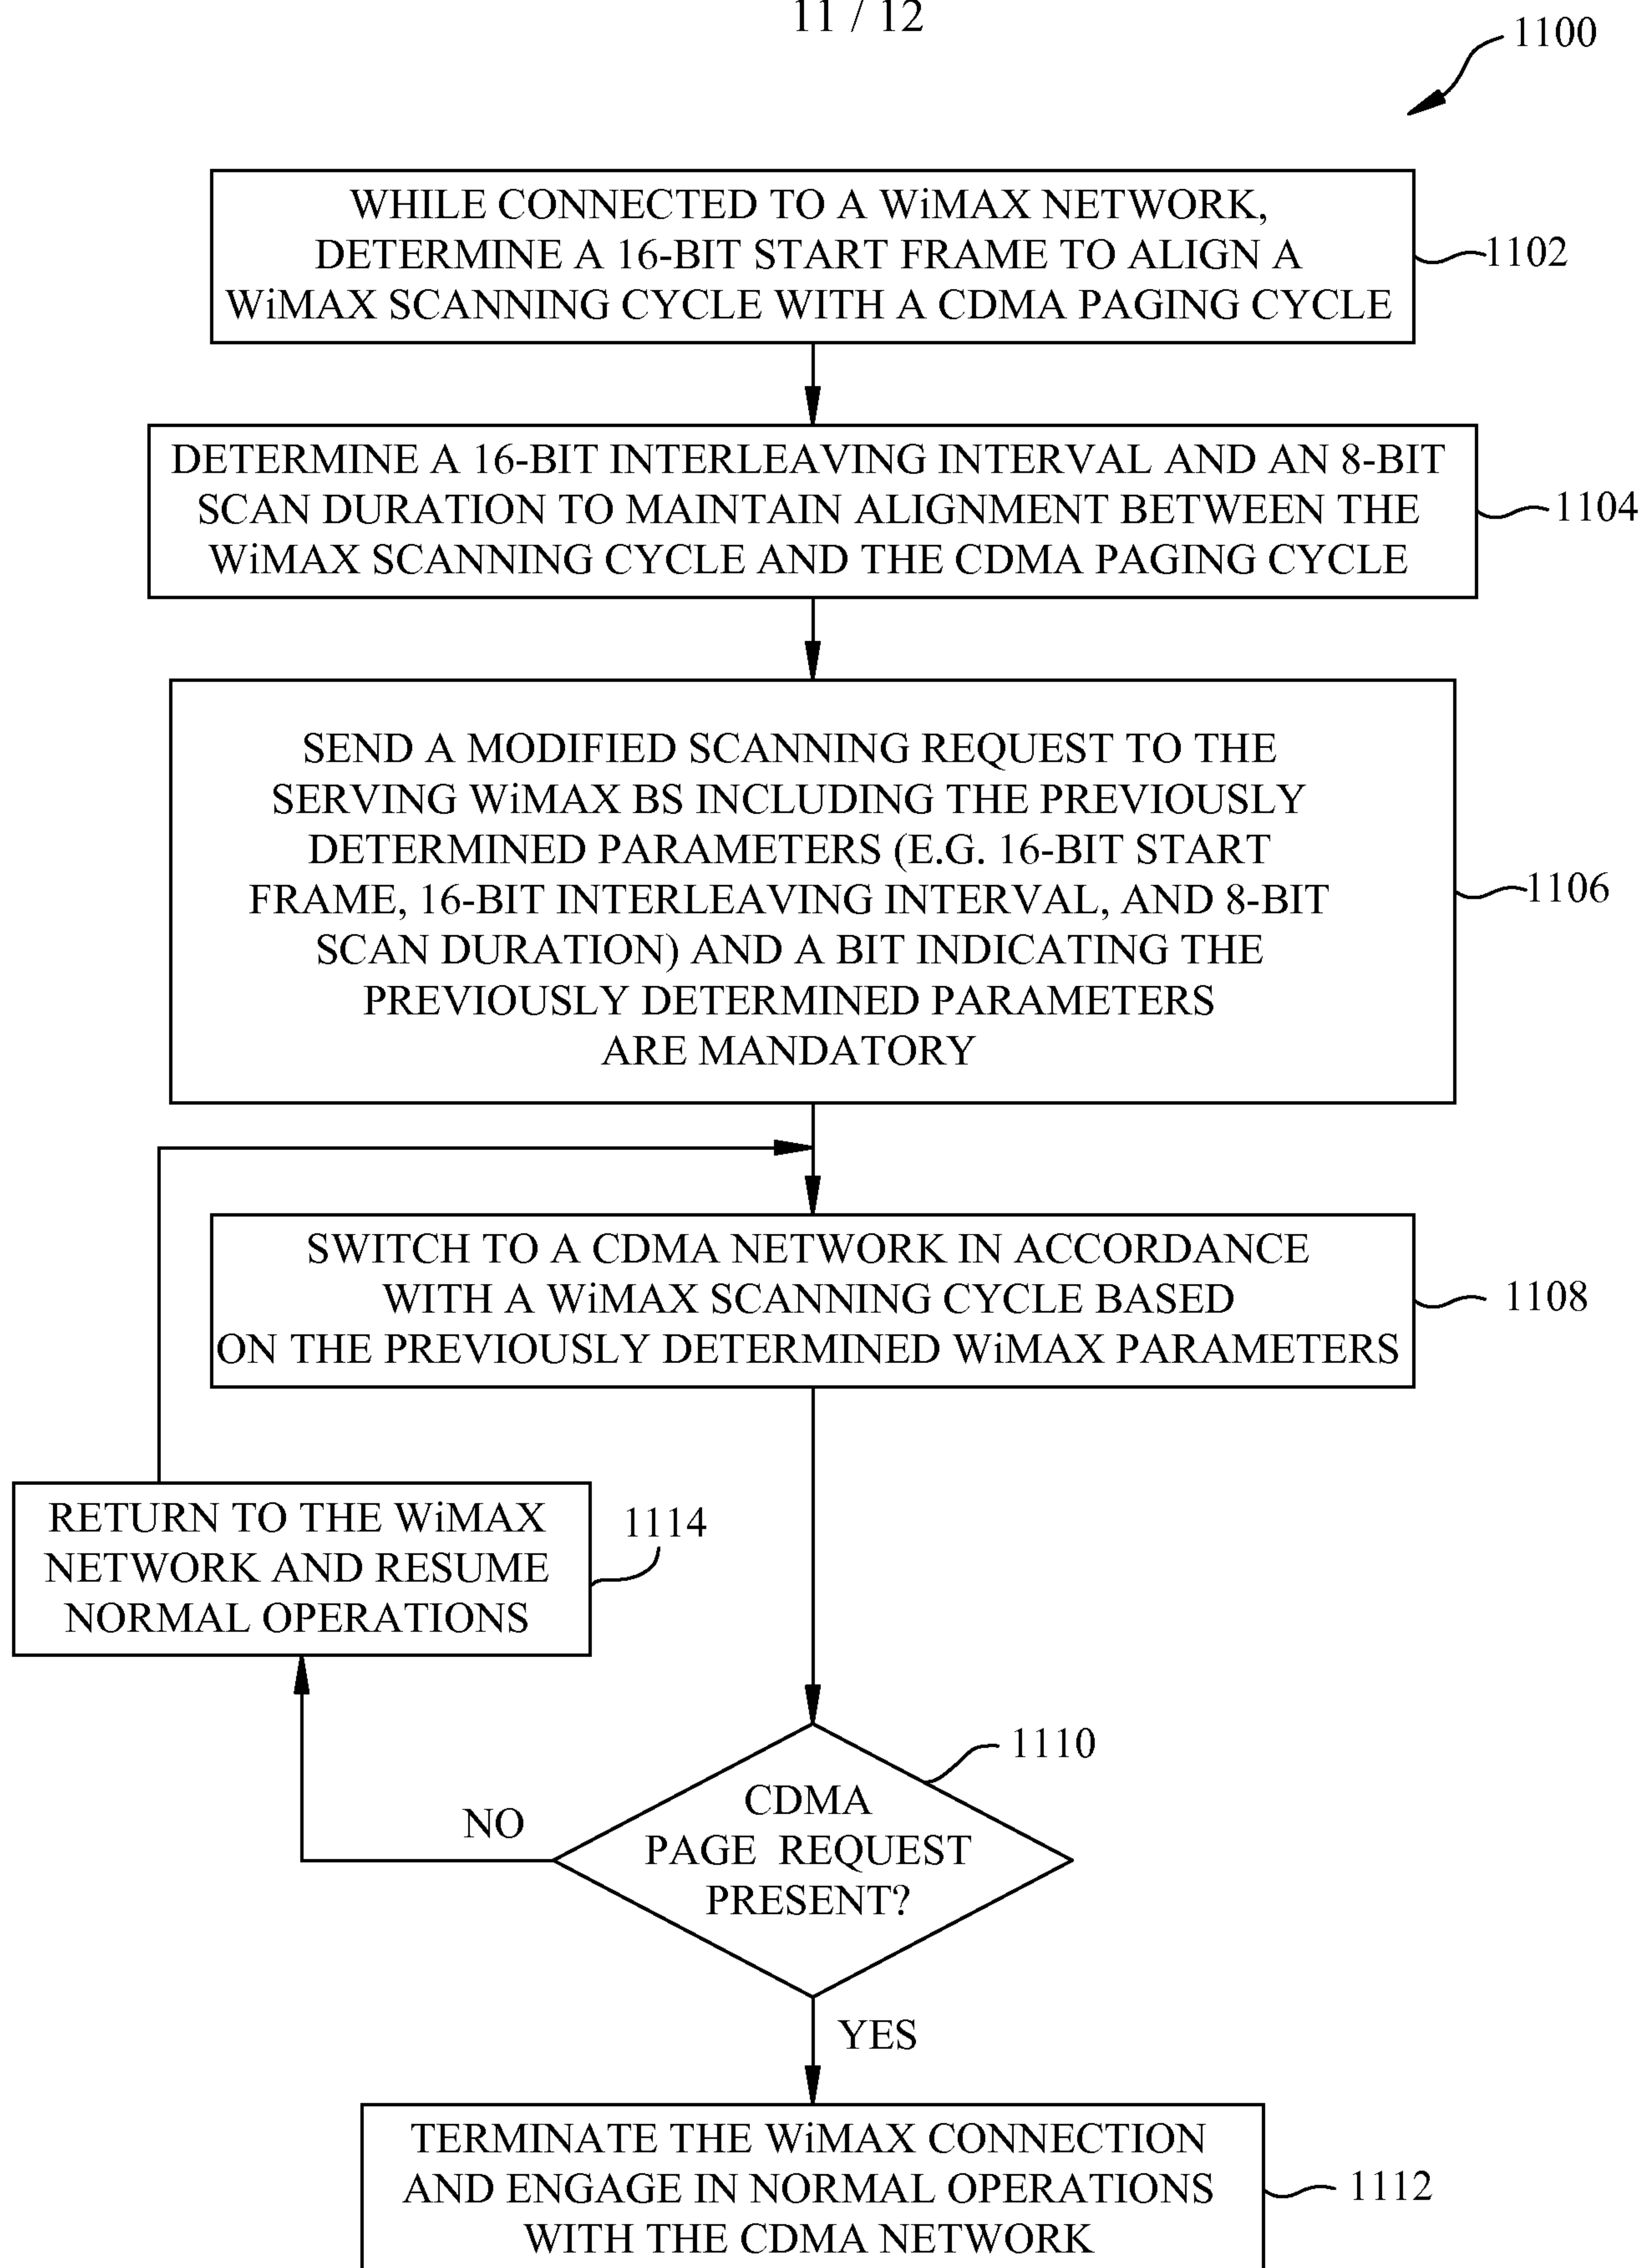 11 / 12
1100
WHILE CONNECTED TO A WiMAX NETWORK,
DETERMINE A 16-BIT START FRAME TO ALIGN A
WiMAX SCANNING CYCLE WITH A CDMA PAGING CYCLE
1102
DETERMINE A 16-BIT INTERLEAVING INTERVAL AND AN 8-BIT
SCAN DURATION TO MAINTAIN ALIGNMENT BETWEEN THE
WiMAX SCANNING CYCLE AND THE CDMA PAGING CYCLE
1104
SEND A MODIFIED SCANNING REQUEST TO THE
SERVING WiMAX BS INCLUDING THE PREVIOUSLY
DETERMINED PARAMETERS (E.G. 16-BIT START
FRAME, 16-BIT INTERLEAVING INTERVAL, AND 8-BIT
SCAN DURATION) AND A BIT INDICATING THE
PREVIOUSLY DETERMINED PARAMETERS
ARE MANDATORY
1106
SWITCH TO A CDMA NETWORK IN ACCORDANCE
WITH A WiMAX SCANNING CYCLE BASED
ON THE PREVIOUSLY DETERMINED WiMAX PARAMETERS
1108
RETURN TO THE WiMAX
NETWORK AND RESUME
NORMAL OPERATIONS
1114
CDMA
PAGE REQUEST
PRESENT?
1110
NO
YES
TERMINATE THE WiMAX CONNECTION
AND ENGAGE IN NORMAL OPERATIONS
WITH THE CDMA NETWORK
1112